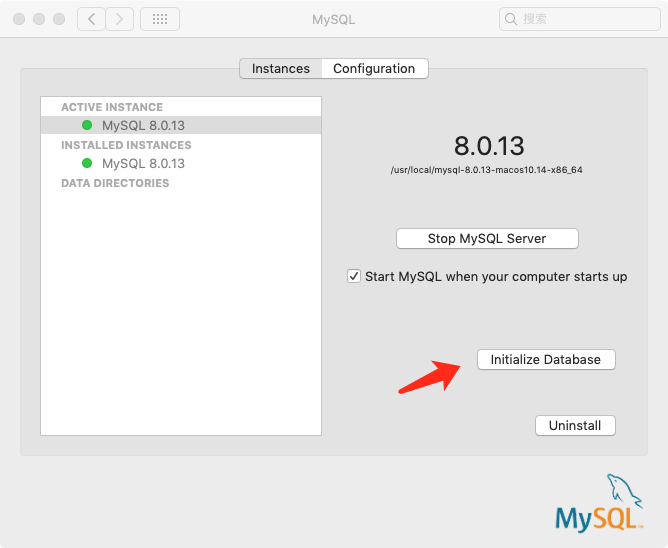 MySQL
搜索
Instances
Configuration
ACTIVE INSTANCE
MySQL 8.0.13
INSTALLED INSTANCES
MySQL 8.0.13
DATA DIRECTORIES
8.0.13
/usr/local/mysql-8.0.13-macos10.14-x86_64
Stop MySQL Server
Start MySQL when your computer starts up
Initialize Database
Uninstall
MySQL